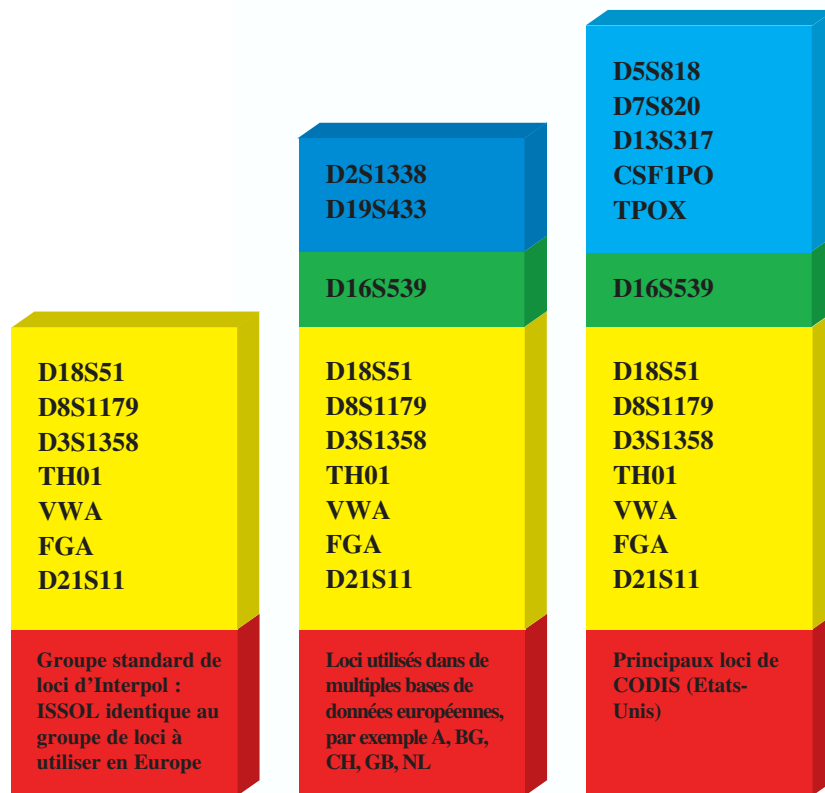 D18S51
D8S1179
D3S1358
TH01
VWA
FGA
D21S11
Groupe standard de
loci d’Interpol :
ISSOL identique au
groupe de loci à
utiliser en Europe
D2S1338
D19S433
D16S539
D18S51
D8S1179
D3S1358
TH01
VWA
FGA
D21S11
Loci utilisés dans de
multiples bases de
données européennes,
par exemple A, BG,
CH, GB, NL
D5S818
D7S820
D13S317
CSF1PO
TPOX
D16S539
D18S51
D8S1179
D3S1358
TH01
VWA
FGA
D21S11
Principaux loci de
CODIS (Etats-
Unis)